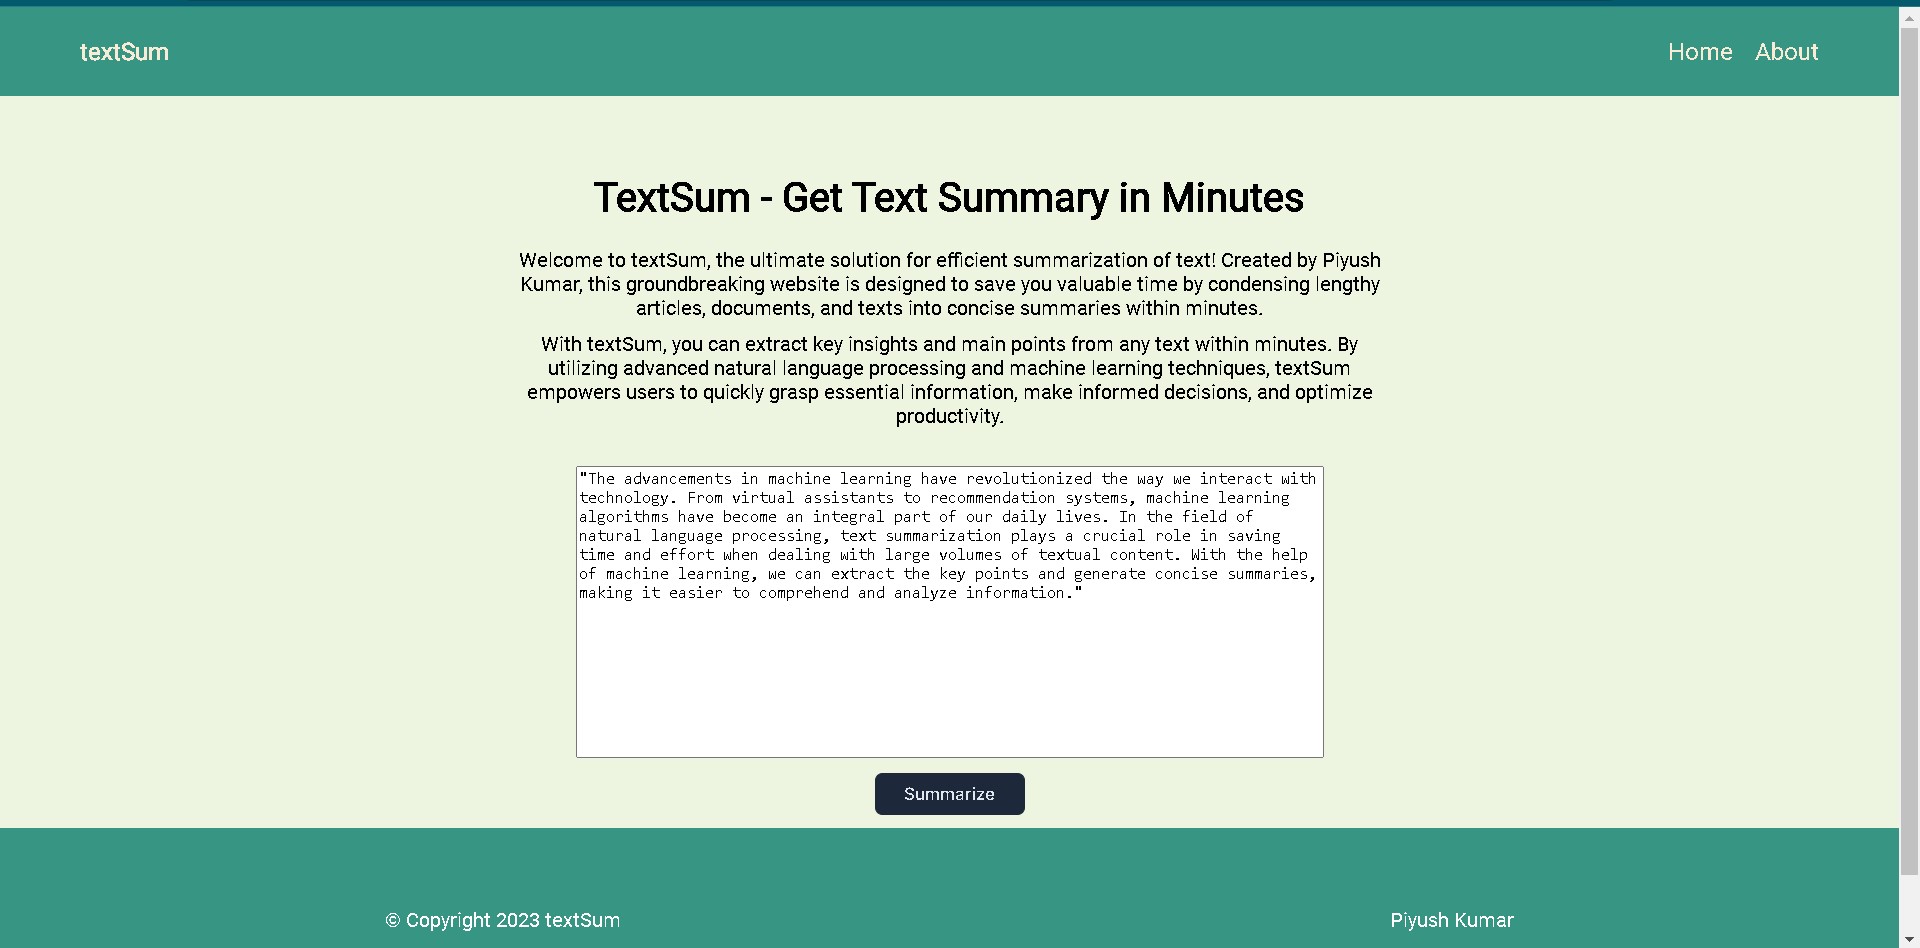 textSum
Home About
TextSum - Get Text Summary in Minutes
Welcome to textSum, the ultimate solution for efficient summarization of text! Created by Piyush
Kumar, this groundbreaking website is designed to save you valuable time by condensing lengthy
articles, documents, and texts into concise summaries within minutes.
With textSum, you can extract key insights and main points from any text within minutes. By
utilizing advanced natural language processing and machine learning techniques, textSum
empowers users to quickly grasp essential information, make informed decisions, and optimize
productivity.
"The advancements in machine learning have revolutionized the way we interact with
technology. From virtual assistants to recommendation systems, machine learning
algorithms have become an integral part of our daily lives. In the field of
natural language processing, text summarization plays a crucial role in saving
time and effort when dealing with large volumes of textual content. With the help
of machine learning, we can extract the key points and generate concise summaries,
making it easier to comprehend and analyze information."
Summarize
© Copyright 2023 textSum
Piyush Kumar